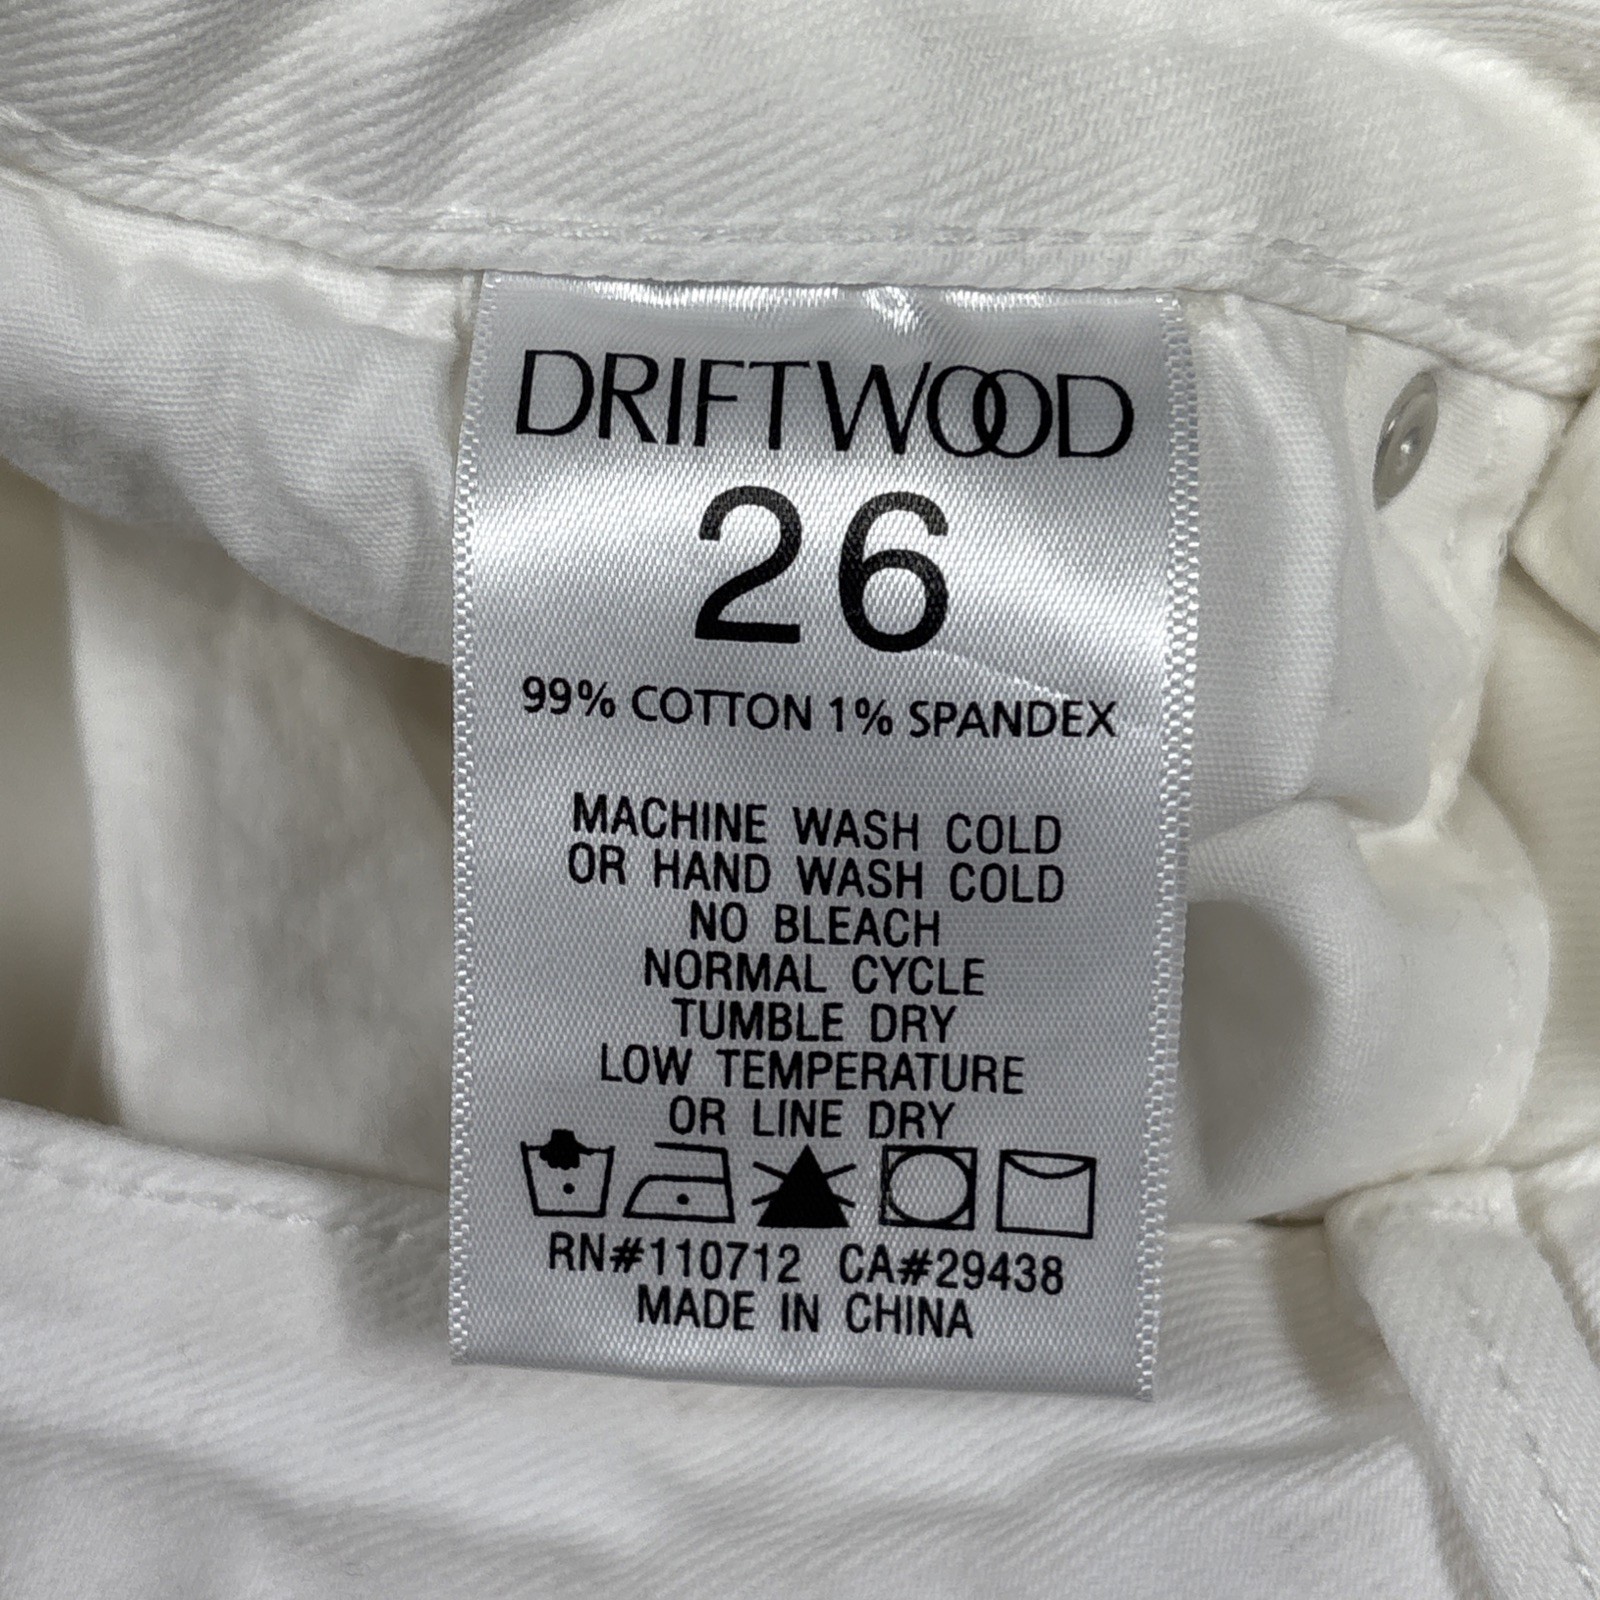 DRIFTWOOD
26
99% COTTON 1% SPANDEX
MACHINE WASH COLD
OR HAND WASH COLD
NO BLEACH
NORMAL CYCLE
TUMBLE DRY
LOW TEMPERATURE
OR LINE DRY
RN#110712 CA#29438
MADE IN CHINA